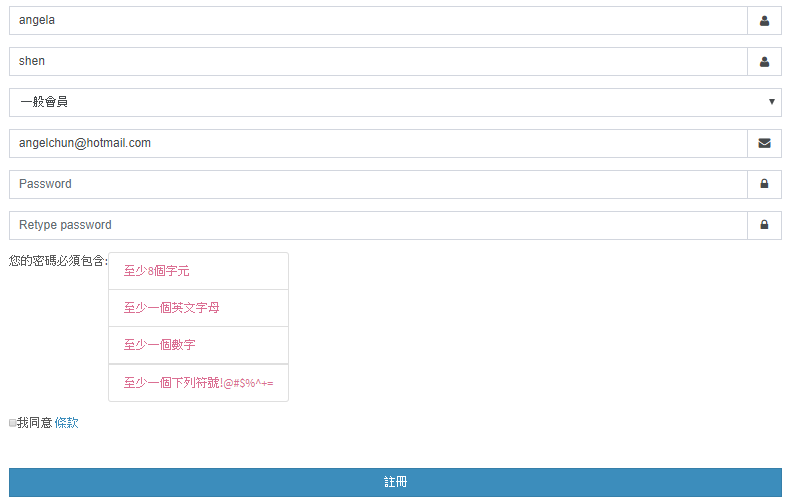 angela
shen
一般會員
angelchun@hotmail.com
Password
Retype password
您的密碼必須包含:
至少8個字元
至少一個英文字母
至少一個數字
至少一個下列符號!@#$%^+=
我同意 條款
註冊